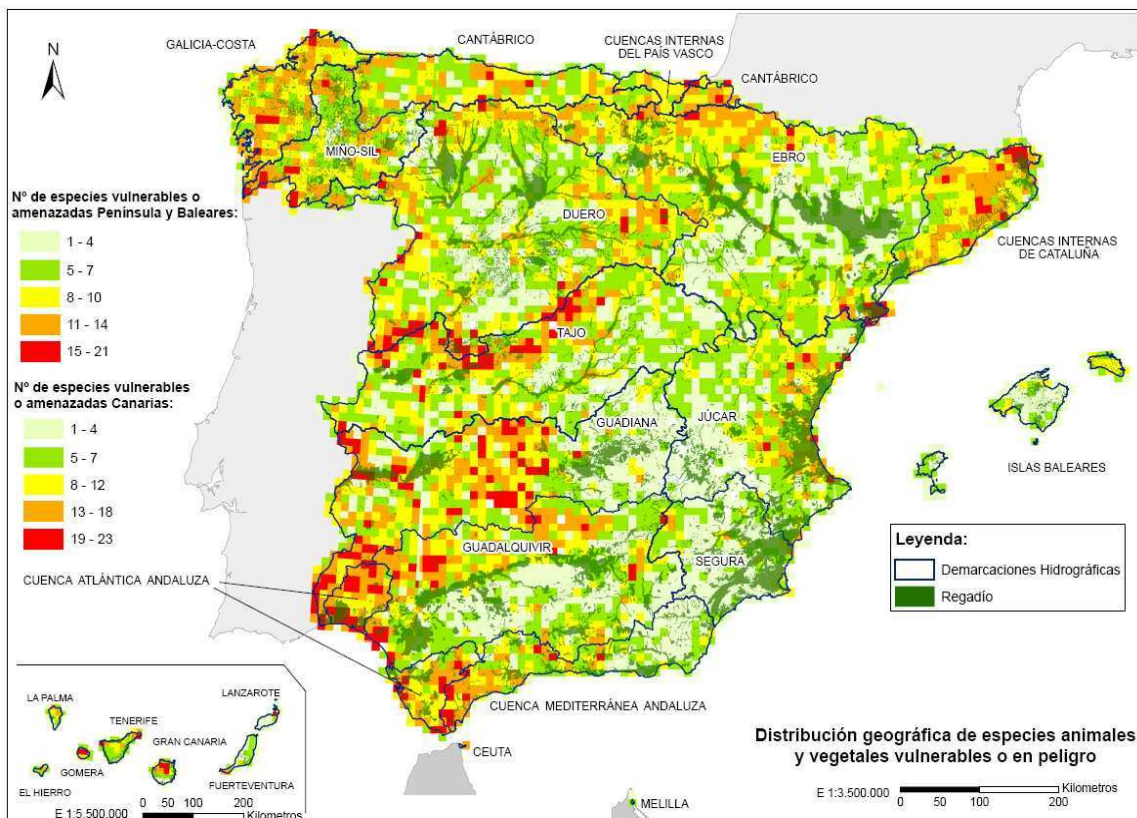 GALICIA-COSTA
CANTÁBRICO
CUENCAS INTERNAS
DEL PAÍS VASCO
CANTÁBRICO
N
MIÑO-SIL
EBRO
DUERO
CUENCAS INTERNAS
DE CATALUÑA
Nº de especies vulnerables o
amenazadas Península y Baleares:
1 - 4
5 - 7
8 - 10
11 - 14
15 - 21
Nº de especies vulnerables
o amenazadas Canarias:
1 - 4
5 - 7
8 - 12
13 - 18
19 - 23
TAJO
GUADIANA
JÚCAR
ISLAS BALEARES
GUADALQUIVIR
SEGURA
CUENCA ATLÁNTICA ANDALUZA
Leyenda:
Demarcaciones Hidrográficas
Regadío
CUENCA MEDITERRÁNEA ANDALUZA
CEUTA
MELILLA
LA PALMA
LANZAROTE
TENERIFE
GRAN CANARIA
GOMERA
EL HIERRO
FUERTEVENTURA
E 1:5.500.000
0 50 100 200
Kilometros
Distribución geográfica de especies animales
y vegetales vulnerables o en peligro
E 1:3.500.000
Kilometros
0 50 100 200